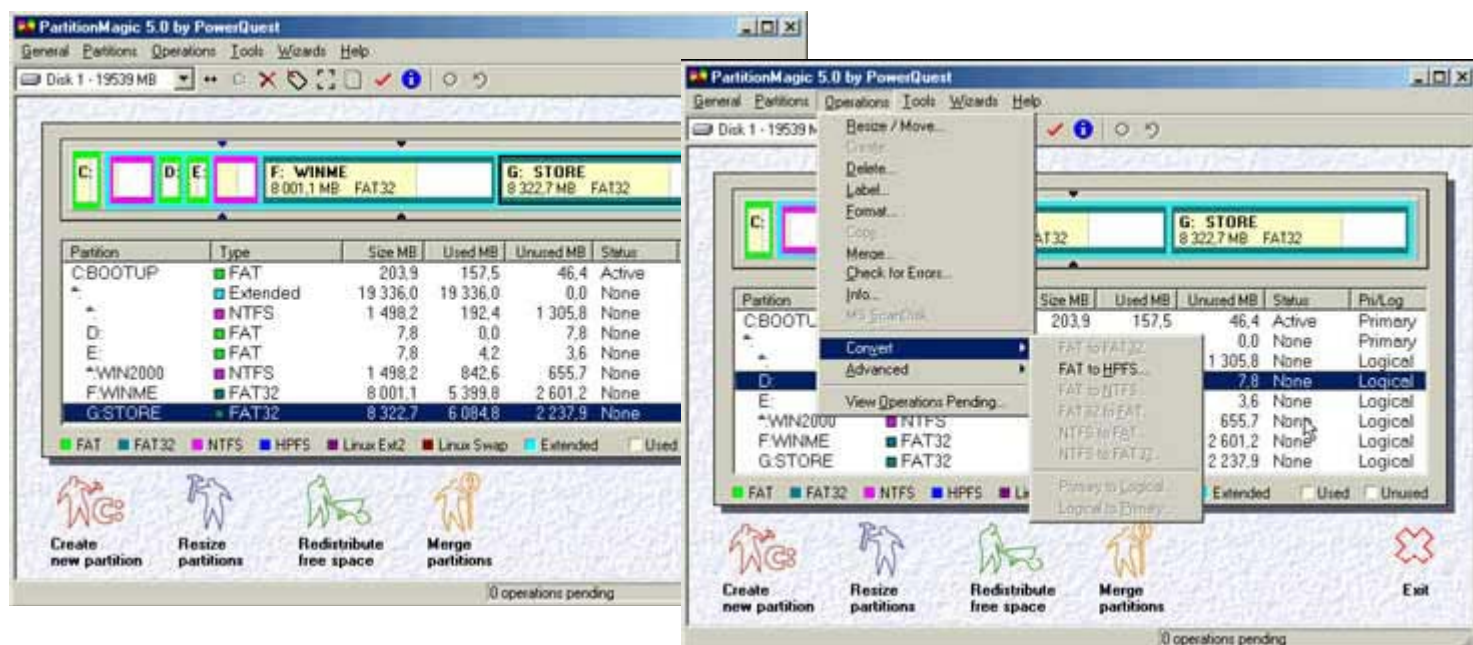 PartitionMagic 5.0 by PowerQuest
General Partitions Operations Tools Wizards Help
Disk 1 - 19539 MB
C: D: E: F: WINME G: STORE
8 001,1 MB FAT32 8 322,7 MB FAT32
Partition Type Size MB Used MB Unused MB Status
C:BOOTUP FAT 203,9 157,5 46,4 Active
*: Extended 19 336,0 19 336,0 0,0 None
*: NTFS 1 498,2 192,4 1 305,8 None
D: FAT 7,8 0,0 7,8 None
E: FAT 7,8 4,2 3,6 None
*:WIN2000 NTFS 1 498,2 842,6 655,7 None
F:WINME FAT32 8 001,1 5 399,8 2 601,2 None
G:STORE FAT32 8 322,7 6 084,8 2 237,9 None
FAT FAT32 NTFS HPFS Linux Ext2 Linux Swap Extended Used
C:
Create new partition
Resize partitions
Redistribute free space
Merge partitions
0 operations pending
PartitionMagic 5.0 by PowerQuest
General Partitions Operations Tools Wizards Help
Disk 1 - 19539 M
Resize / Move...
Create...
Delete...
Label...
Format...
Copy...
Merge...
Check for Errors...
Info...
MS ScanDisk
Convert
Advanced
View Operations Pending...
FAT to FAT32...
FAT to HPFS...
FAT to NTFS...
FAT32 to FAT...
NTFS to FAT...
NTFS to FAT32...
Primary to Logical...
Logical to Primary...
C: G: STORE
AT32 8 322,7 MB FAT32
Partition Size MB Used MB Unused MB Status Pri/Log
C:BOOTU 203,9 157,5 46,4 Active Primary
*: 0,0 None Primary
*: 1 305,8 None Logical
D: 7,8 None Logical
E: 3,6 None Logical
*:WIN2000 NTFS 655,7 None Logical
F:WINME FAT32 2 601,2 None Logical
G:STORE FAT32 2 237,9 None Logical
FAT FAT32 NTFS HPFS Li Extended Used Unused
C:
Create new partition
Resize partitions
Redistribute free space
Merge partitions
Exit
0 operations pending